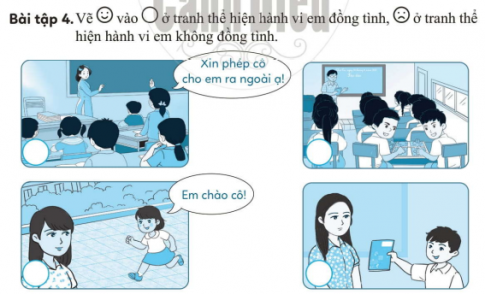 Bài tập 4. Vẽ ☺ vào ◯ ở tranh thể hiện hành vi em đồng tình, ☹ ở tranh thể
hiện hành vi em không đồng tình.
Xin phép cô
cho em ra ngoài ạ!
Em chào cô!